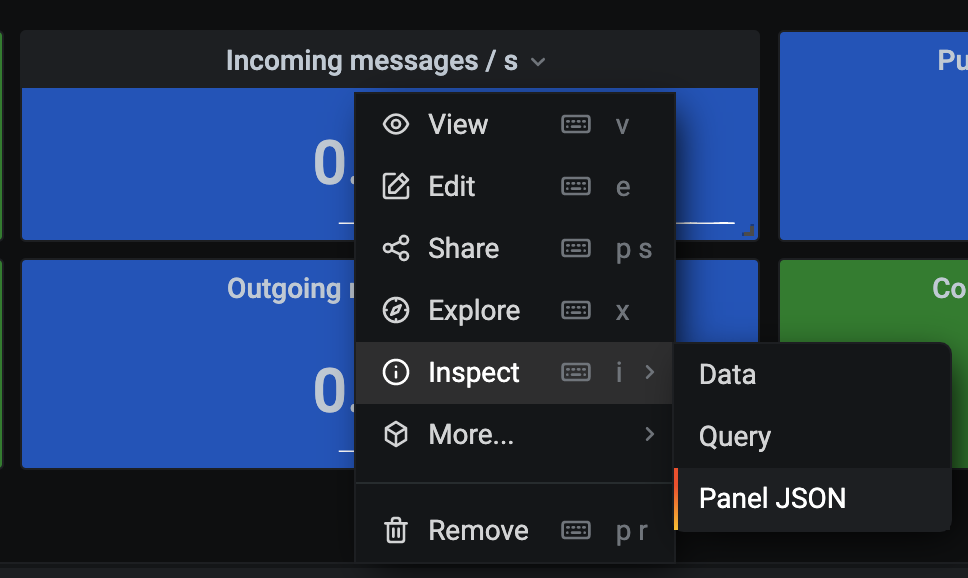 Incoming messages / s
Pu
View v
Edit e
Share p s
Explore x
Inspect i
More...
Remove p r
Data
Query
Panel JSON
Outgoing
Co
0.
0.